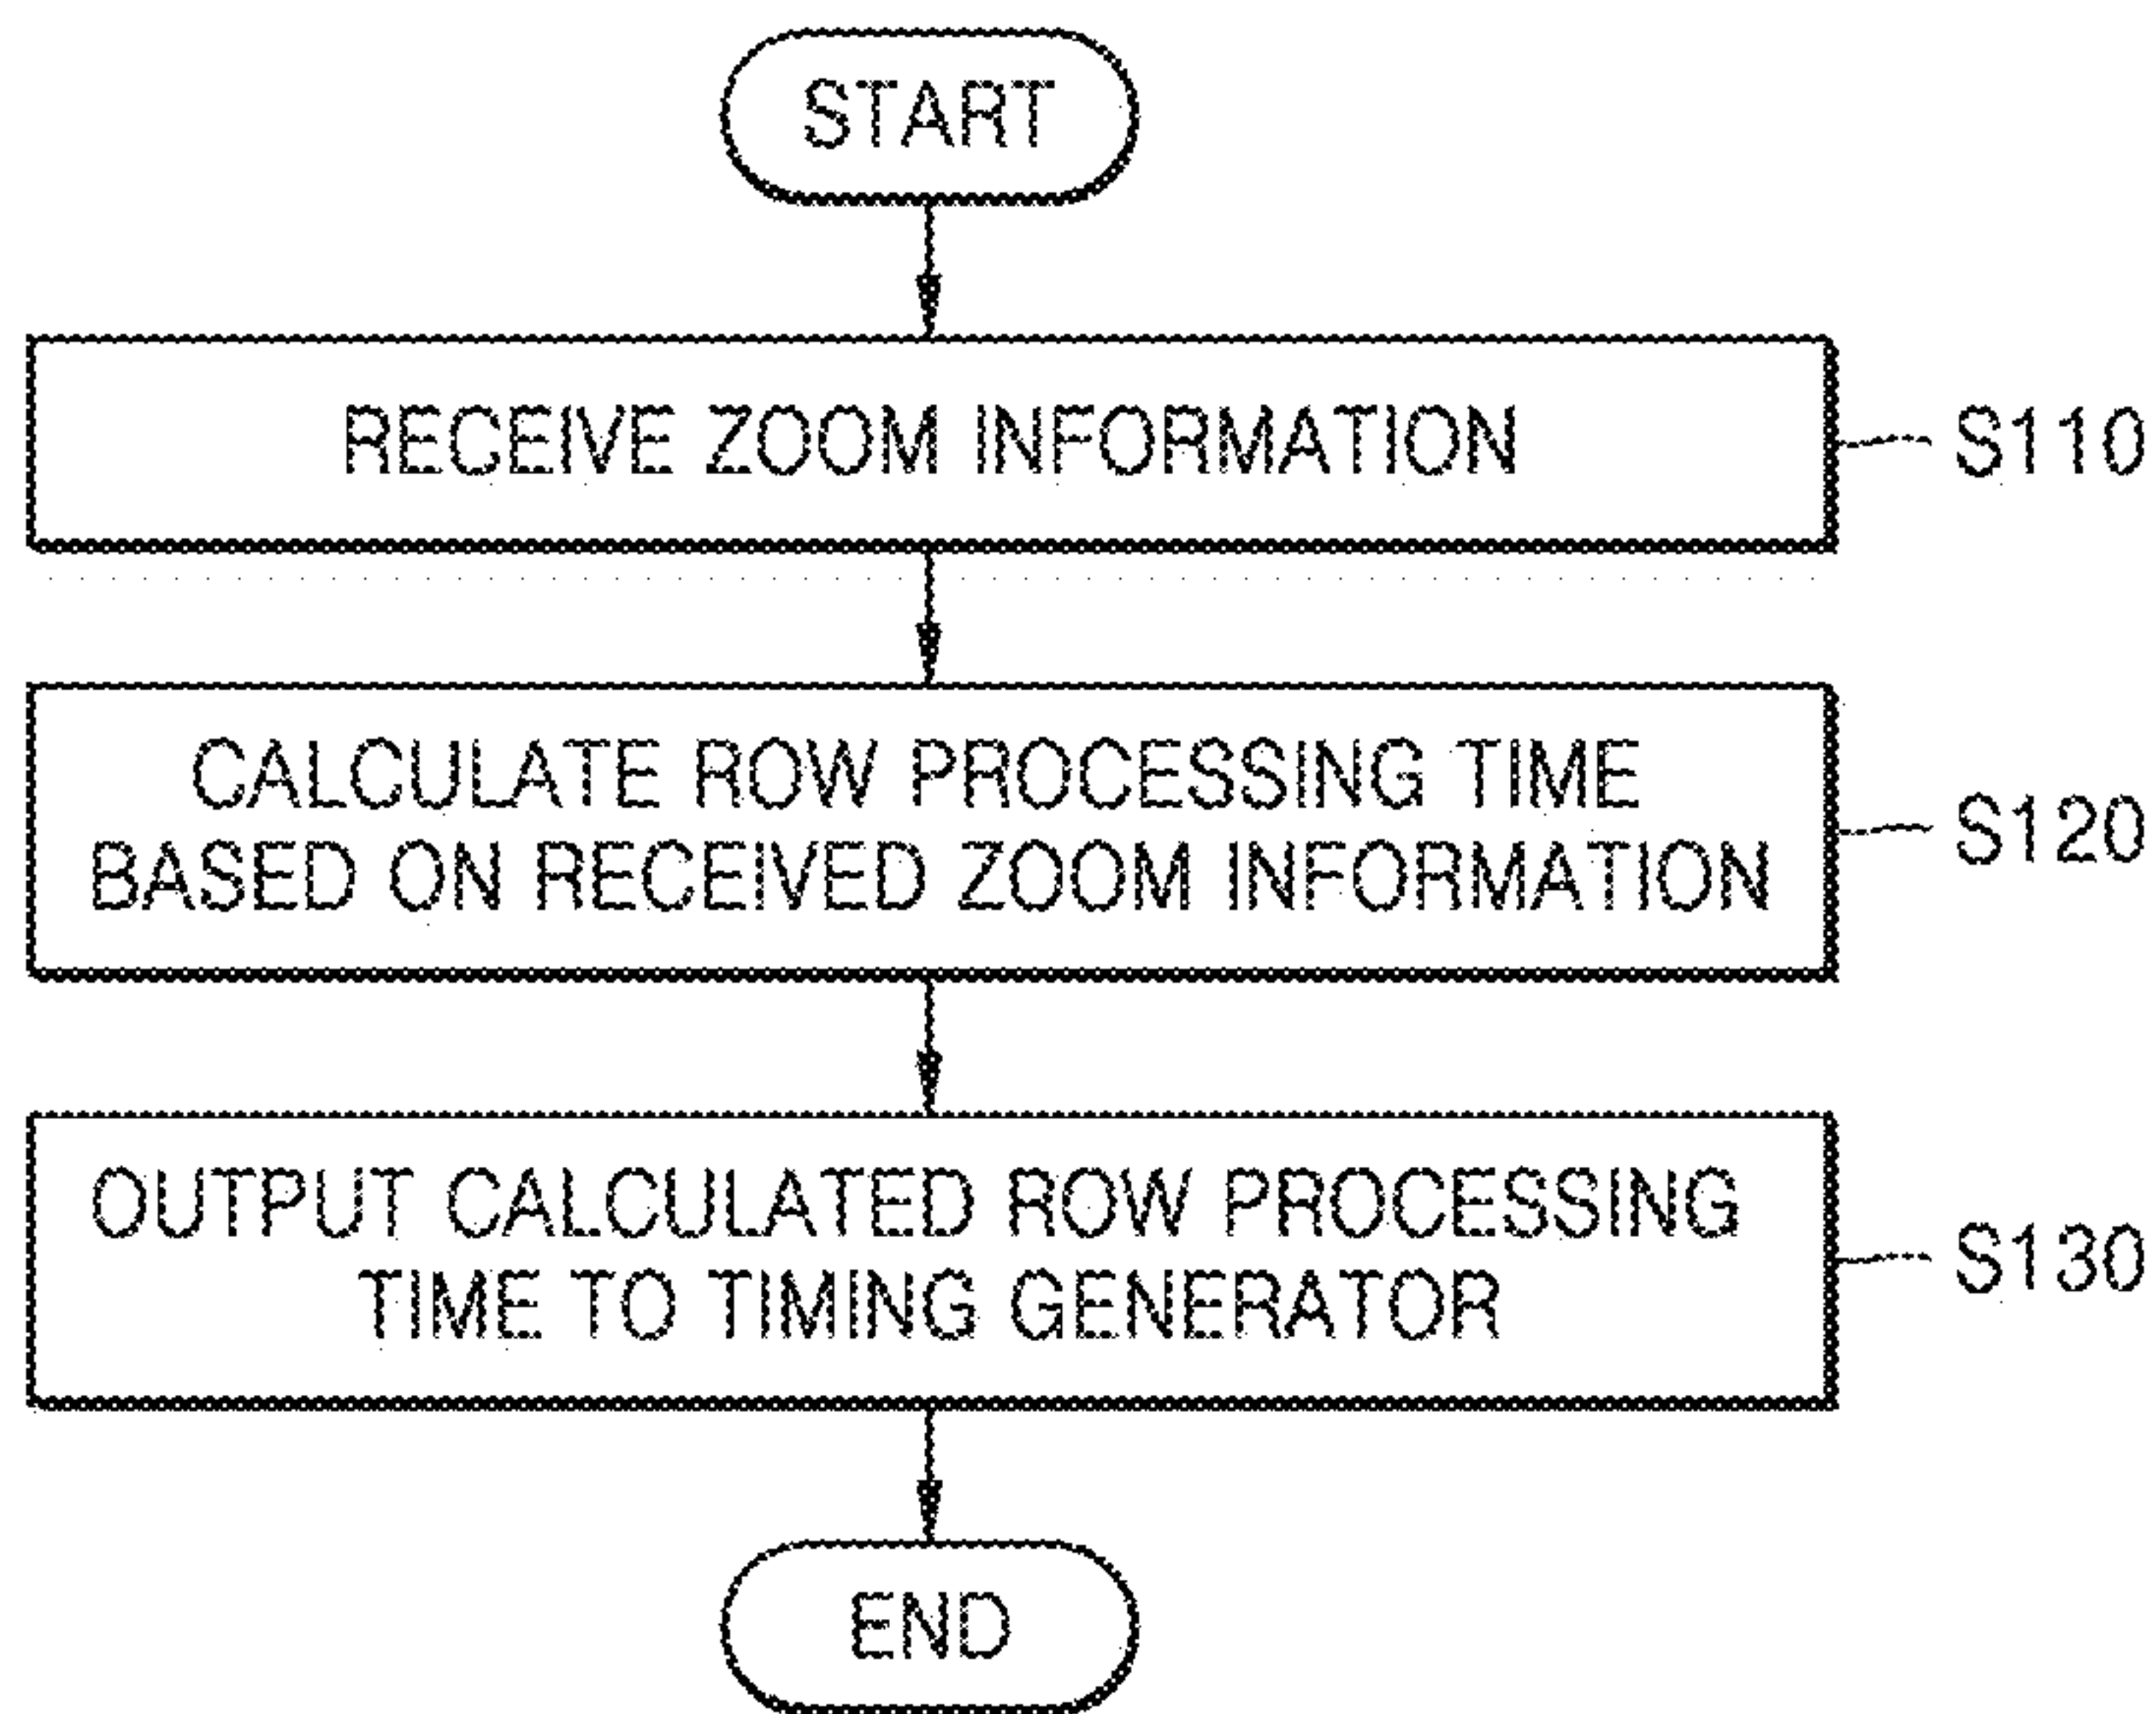 START
RECEIVE ZOOM INFORMATION
S110
CALCULATE ROW PROCESSING TIME
BASED ON RECEIVED ZOOM INFORMATION
S120
OUTPUT CALCULATED ROW PROCESSING
TIME TO TIMING GENERATOR
S130
END